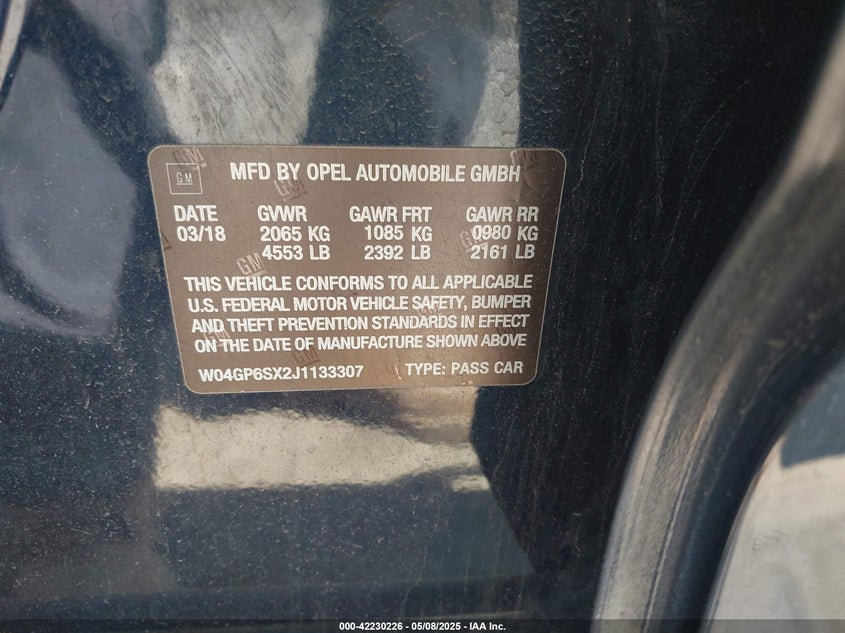 GM
MFD BY OPEL AUTOMOBILE GMBH
DATE GVWR GAWR FRT GAWR RR
03/18 2065 KG 1085 KG 0980 KG
4553 LB 2392 LB 2161 LB
THIS VEHICLE CONFORMS TO ALL APPLICABLE
U.S. FEDERAL MOTOR VEHICLE SAFETY, BUMPER
AND THEFT PREVENTION STANDARDS IN EFFECT
ON THE DATE OF MANUFACTURE SHOWN ABOVE
W04GP6SX2J1133307 TYPE: PASS CAR
000-42230226 - 05/08/2025 - IAA Inc.